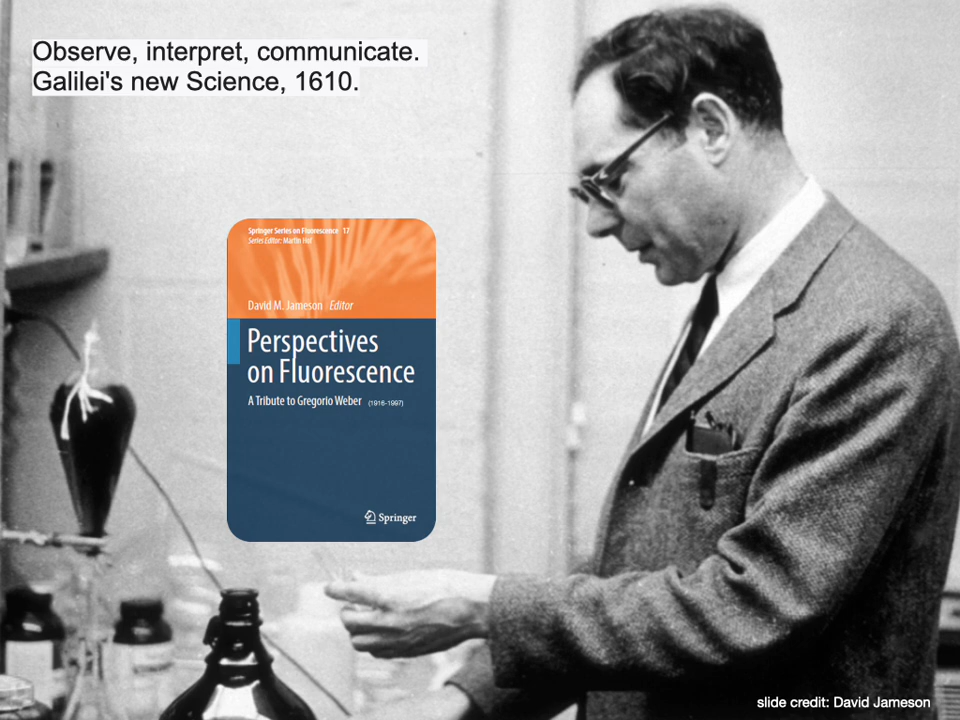 Observe, interpret, communicate.
Galilei's new Science, 1610.
Springer Series on Fluorescence 17
Series Editor: Martin Hof
David M. Jameson Editor
Perspectives
on Fluorescence
A Tribute to Gregorio Weber (1916-1997)
Springer
slide credit: David Jameson